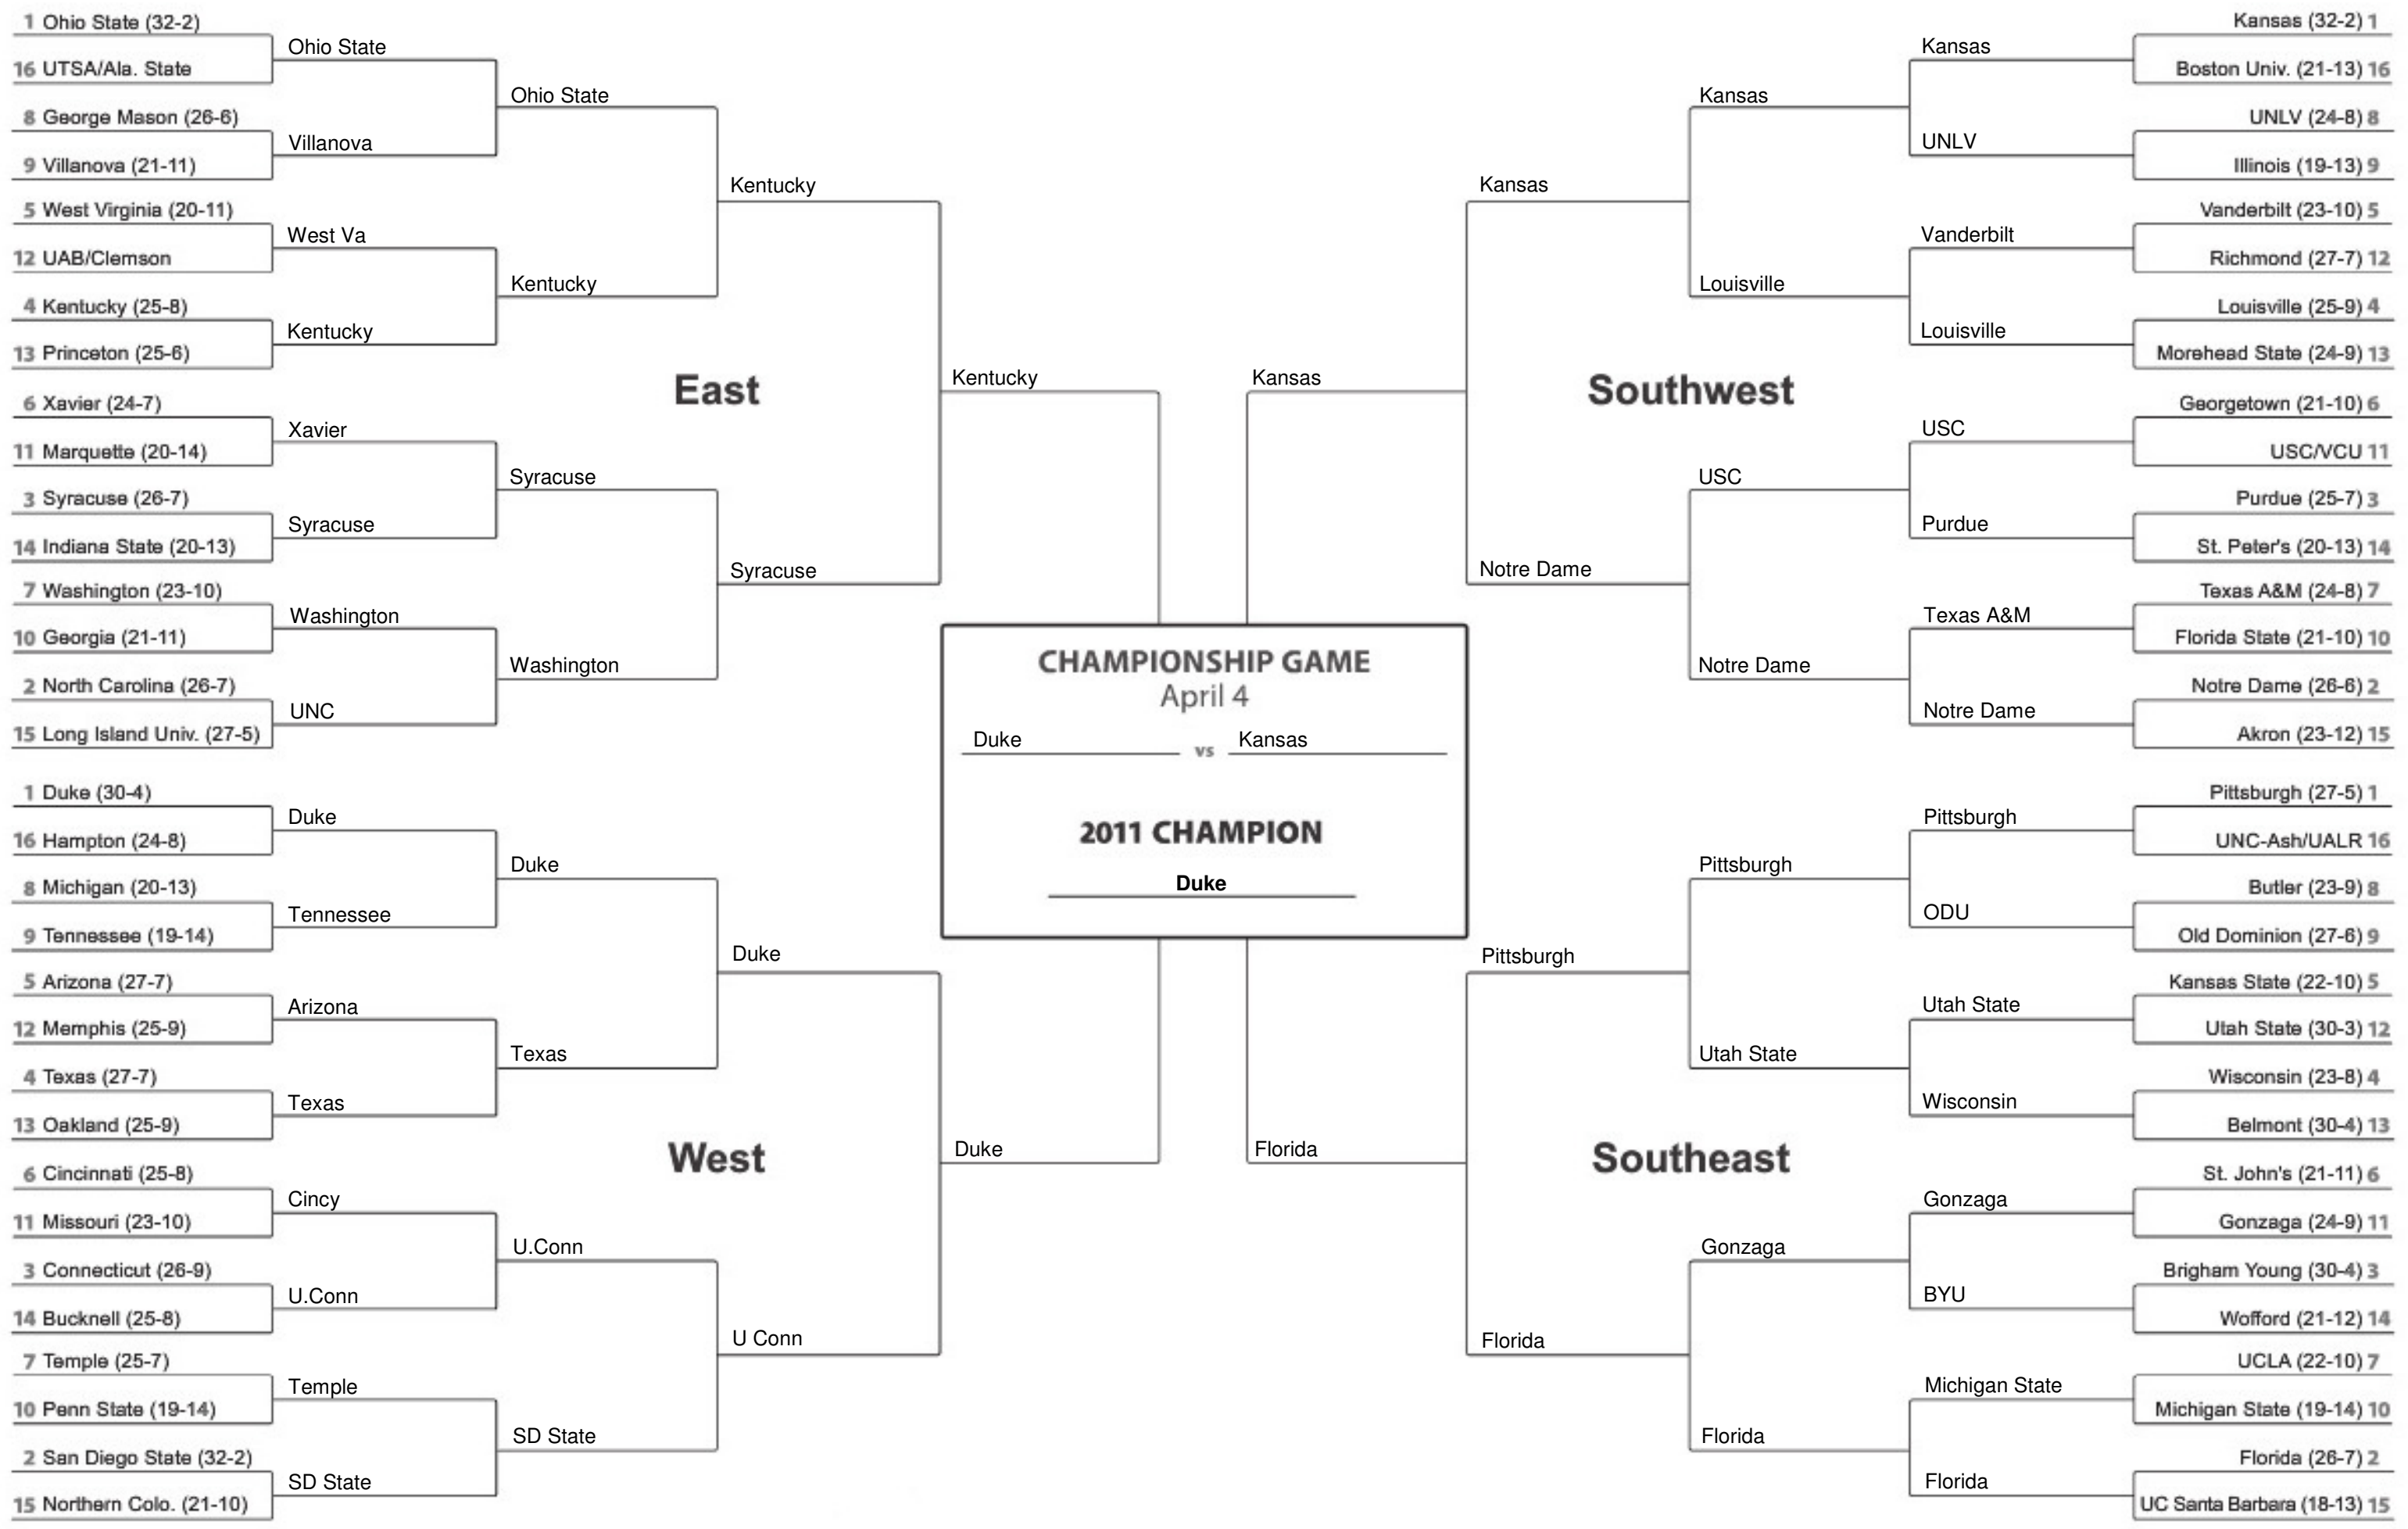 1 Ohio State (32-2)
16 UTSA/Ala. State
8 George Mason (26-6)
9 Villanova (21-11)
5 West Virginia (20-11)
12 UAB/Clemson
4 Kentucky (25-8)
13 Princeton (25-6)
6 Xavier (24-7)
11 Marquette (20-14)
3 Syracuse (26-7)
14 Indiana State (20-13)
7 Washington (23-10)
10 Georgia (21-11)
2 North Carolina (26-7)
15 Long Island Univ. (27-5)
Ohio State
Villanova
West Va
Kentucky
Xavier
Syracuse
Washington
UNC
Ohio State
Kentucky
Syracuse
Washington
Kentucky
Syracuse
East
Kentucky
1 Duke (30-4)
16 Hampton (24-8)
8 Michigan (20-13)
9 Tennessee (19-14)
5 Arizona (27-7)
12 Memphis (25-9)
4 Texas (27-7)
13 Oakland (25-9)
6 Cincinnati (25-8)
11 Missouri (23-10)
3 Connecticut (26-9)
14 Bucknell (25-8)
7 Temple (25-7)
10 Penn State (19-14)
2 San Diego State (32-2)
15 Northern Colo. (21-10)
Duke
Tennessee
Arizona
Texas
Cincy
U.Conn
Temple
SD State
Duke
Texas
U.Conn
SD State
Duke
U Conn
West
Duke
CHAMPIONSHIP GAME
April 4
Duke vs Kansas
2011 CHAMPION
Duke
Kansas
Southwest
Kansas
Notre Dame
Kansas
Louisville
USC
Notre Dame
Kansas
UNLV
Vanderbilt
Louisville
USC
Purdue
Texas A&M
Notre Dame
Kansas (32-2) 1
Boston Univ. (21-13) 16
UNLV (24-8) 8
Illinois (19-13) 9
Vanderbilt (23-10) 5
Richmond (27-7) 12
Louisville (25-9) 4
Morehead State (24-9) 13
Georgetown (21-10) 6
USC/VCU 11
Purdue (25-7) 3
St. Peter's (20-13) 14
Texas A&M (24-8) 7
Florida State (21-10) 10
Notre Dame (26-6) 2
Akron (23-12) 15
Florida
Southeast
Pittsburgh
Florida
Pittsburgh
Utah State
Gonzaga
Florida
Pittsburgh
ODU
Utah State
Wisconsin
Gonzaga
BYU
Michigan State
Florida
Pittsburgh (27-5) 1
UNC-Ash/UALR 16
Butler (23-9) 8
Old Dominion (27-6) 9
Kansas State (22-10) 5
Utah State (30-3) 12
Wisconsin (23-8) 4
Belmont (30-4) 13
St. John's (21-11) 6
Gonzaga (24-9) 11
Brigham Young (30-4) 3
Wofford (21-12) 14
UCLA (22-10) 7
Michigan State (19-14) 10
Florida (26-7) 2
UC Santa Barbara (18-13) 15